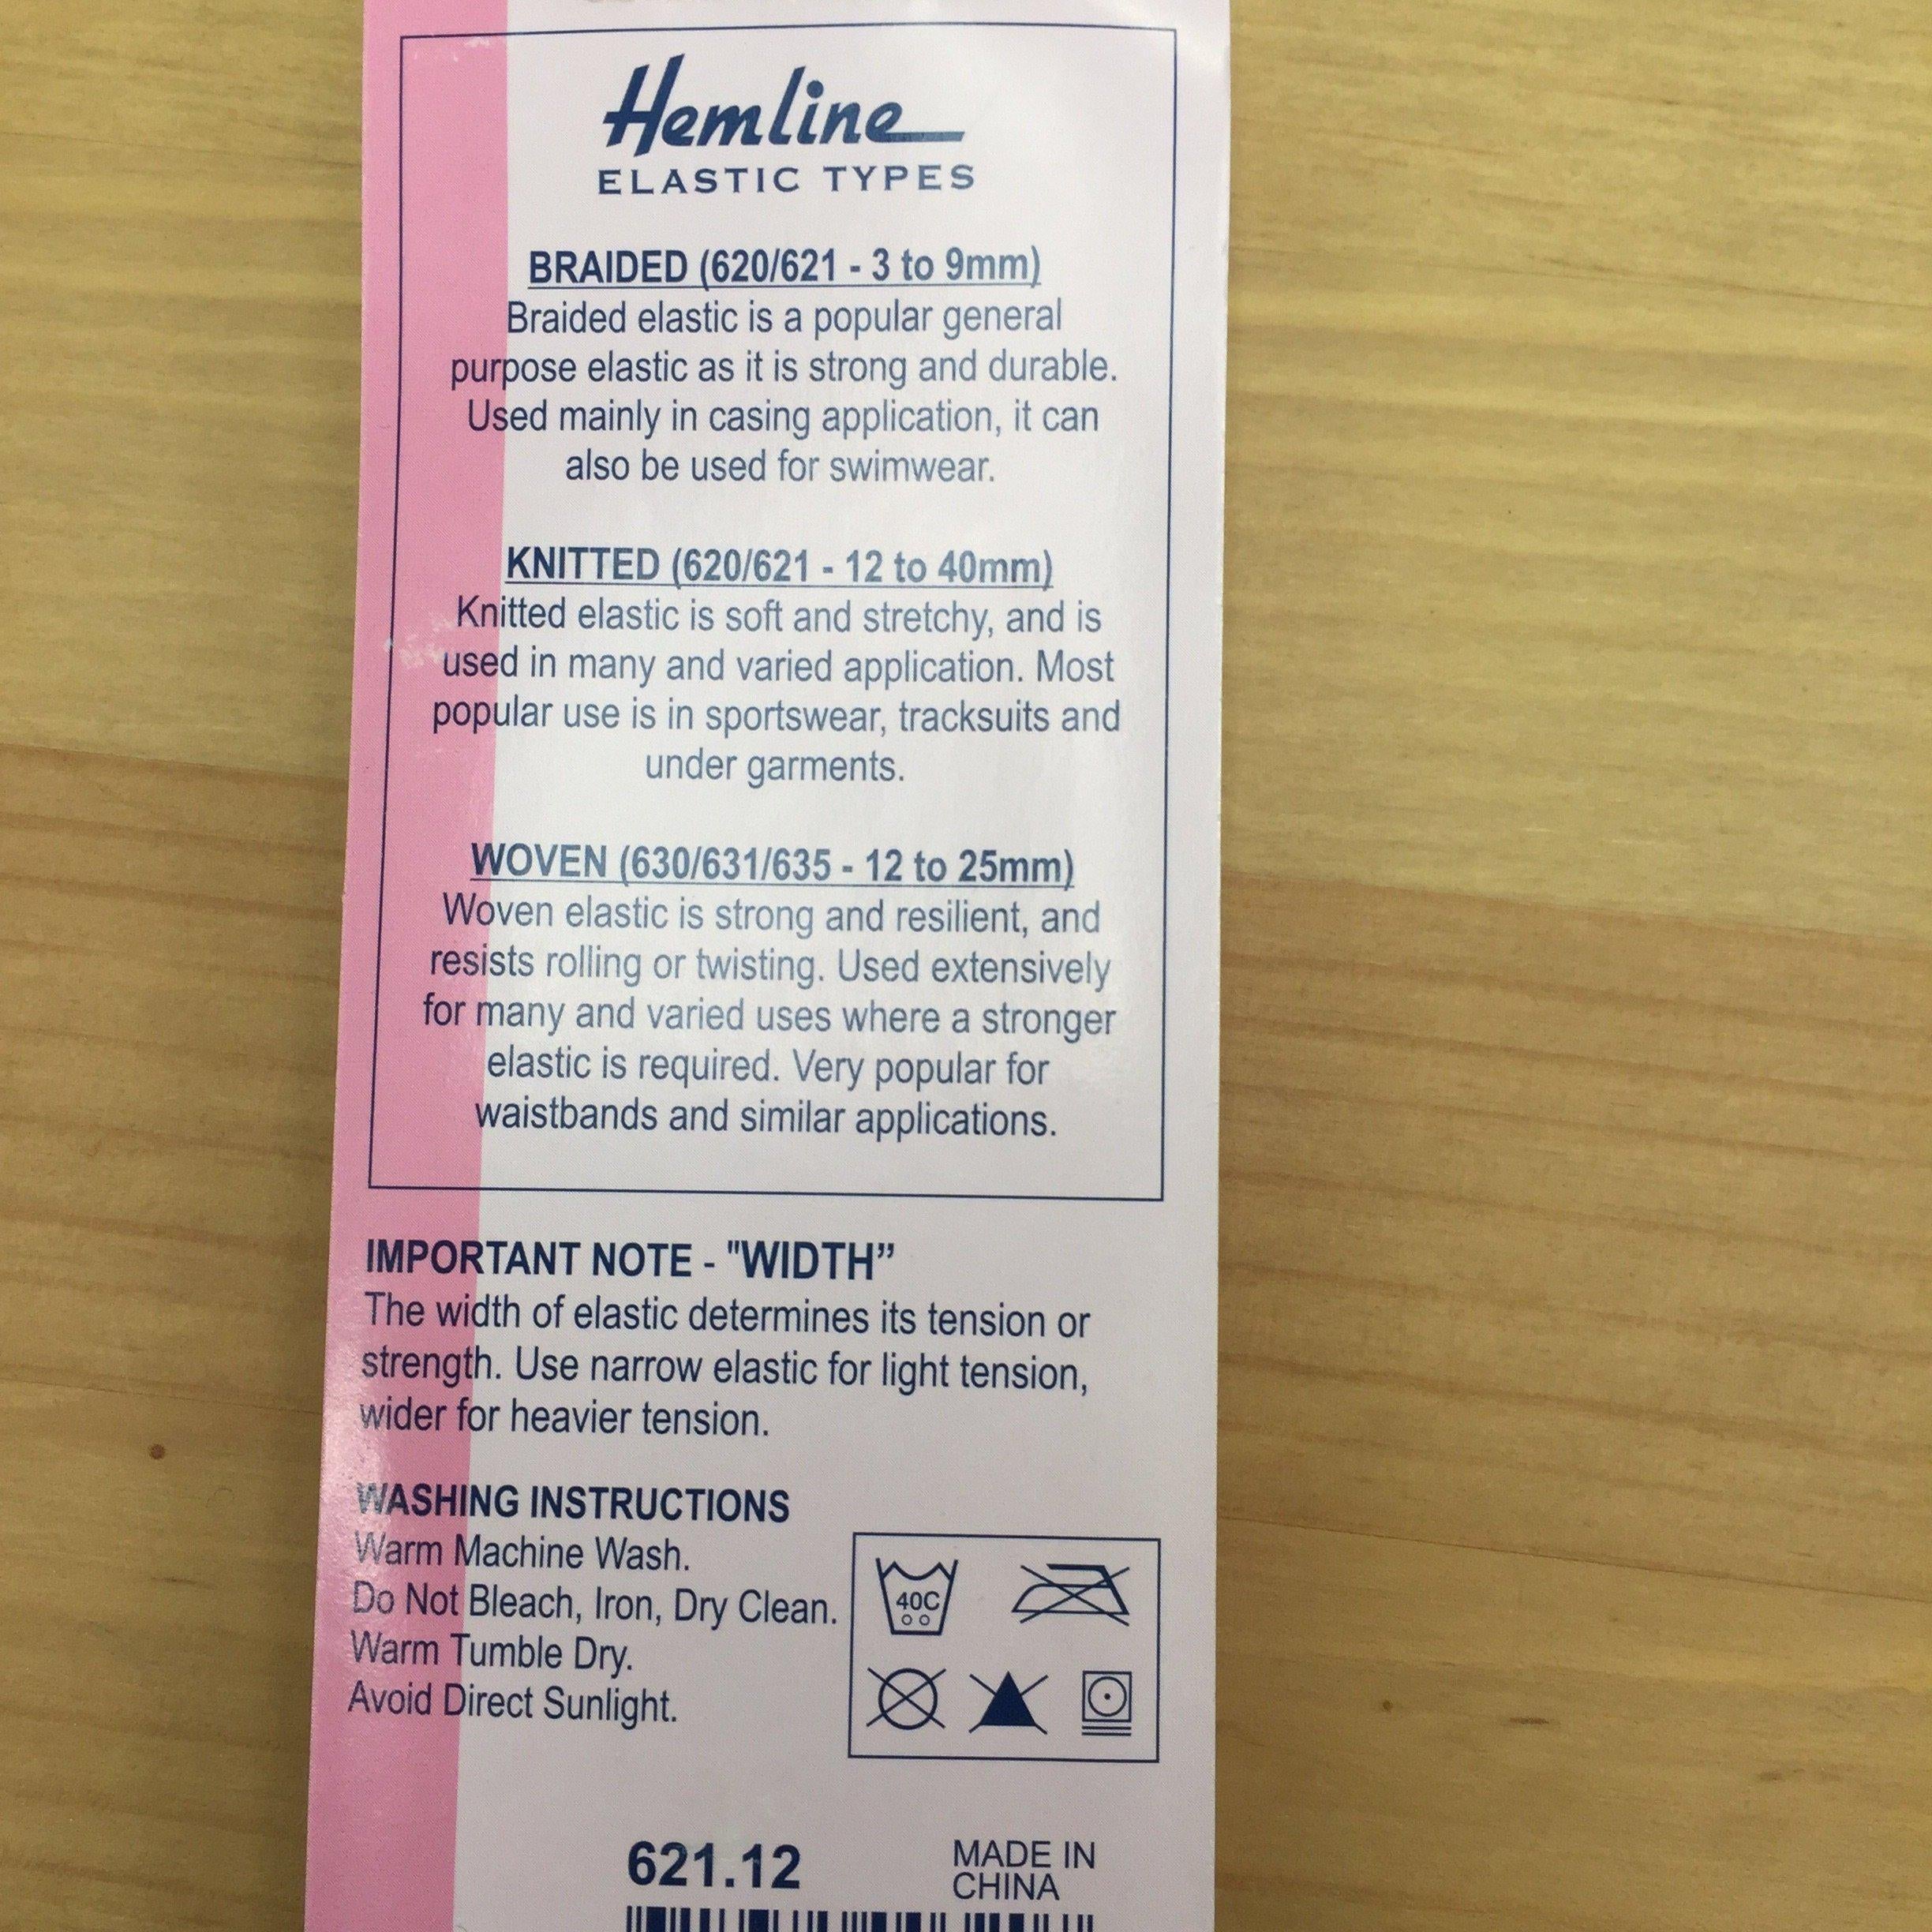 Hemline
ELASTIC TYPES
BRAIDED (620/621 - 3 to 9mm)
Braided elastic is a popular general
purpose elastic as it is strong and durable.
Used mainly in casing application, it can
also be used for swimwear.
KNITTED (620/621 - 12 to 40mm)
Knitted elastic is soft and stretchy, and is
used in many and varied application. Most
popular use is in sportswear, tracksuits and
under garments.
WOVEN (630/631/635 - 12 to 25mm)
Woven elastic is strong and resilient, and
resists rolling or twisting. Used extensively
for many and varied uses where a stronger
elastic is required. Very popular for
waistbands and similar applications.
IMPORTANT NOTE - "WIDTH”
The width of elastic determines its tension or
strength. Use narrow elastic for light tension,
wider for heavier tension.
WASHING INSTRUCTIONS
Warm Machine Wash.
Do Not Bleach, Iron, Dry Clean.
Warm Tumble Dry.
Avoid Direct Sunlight.
40C
621.12
MADE IN
CHINA